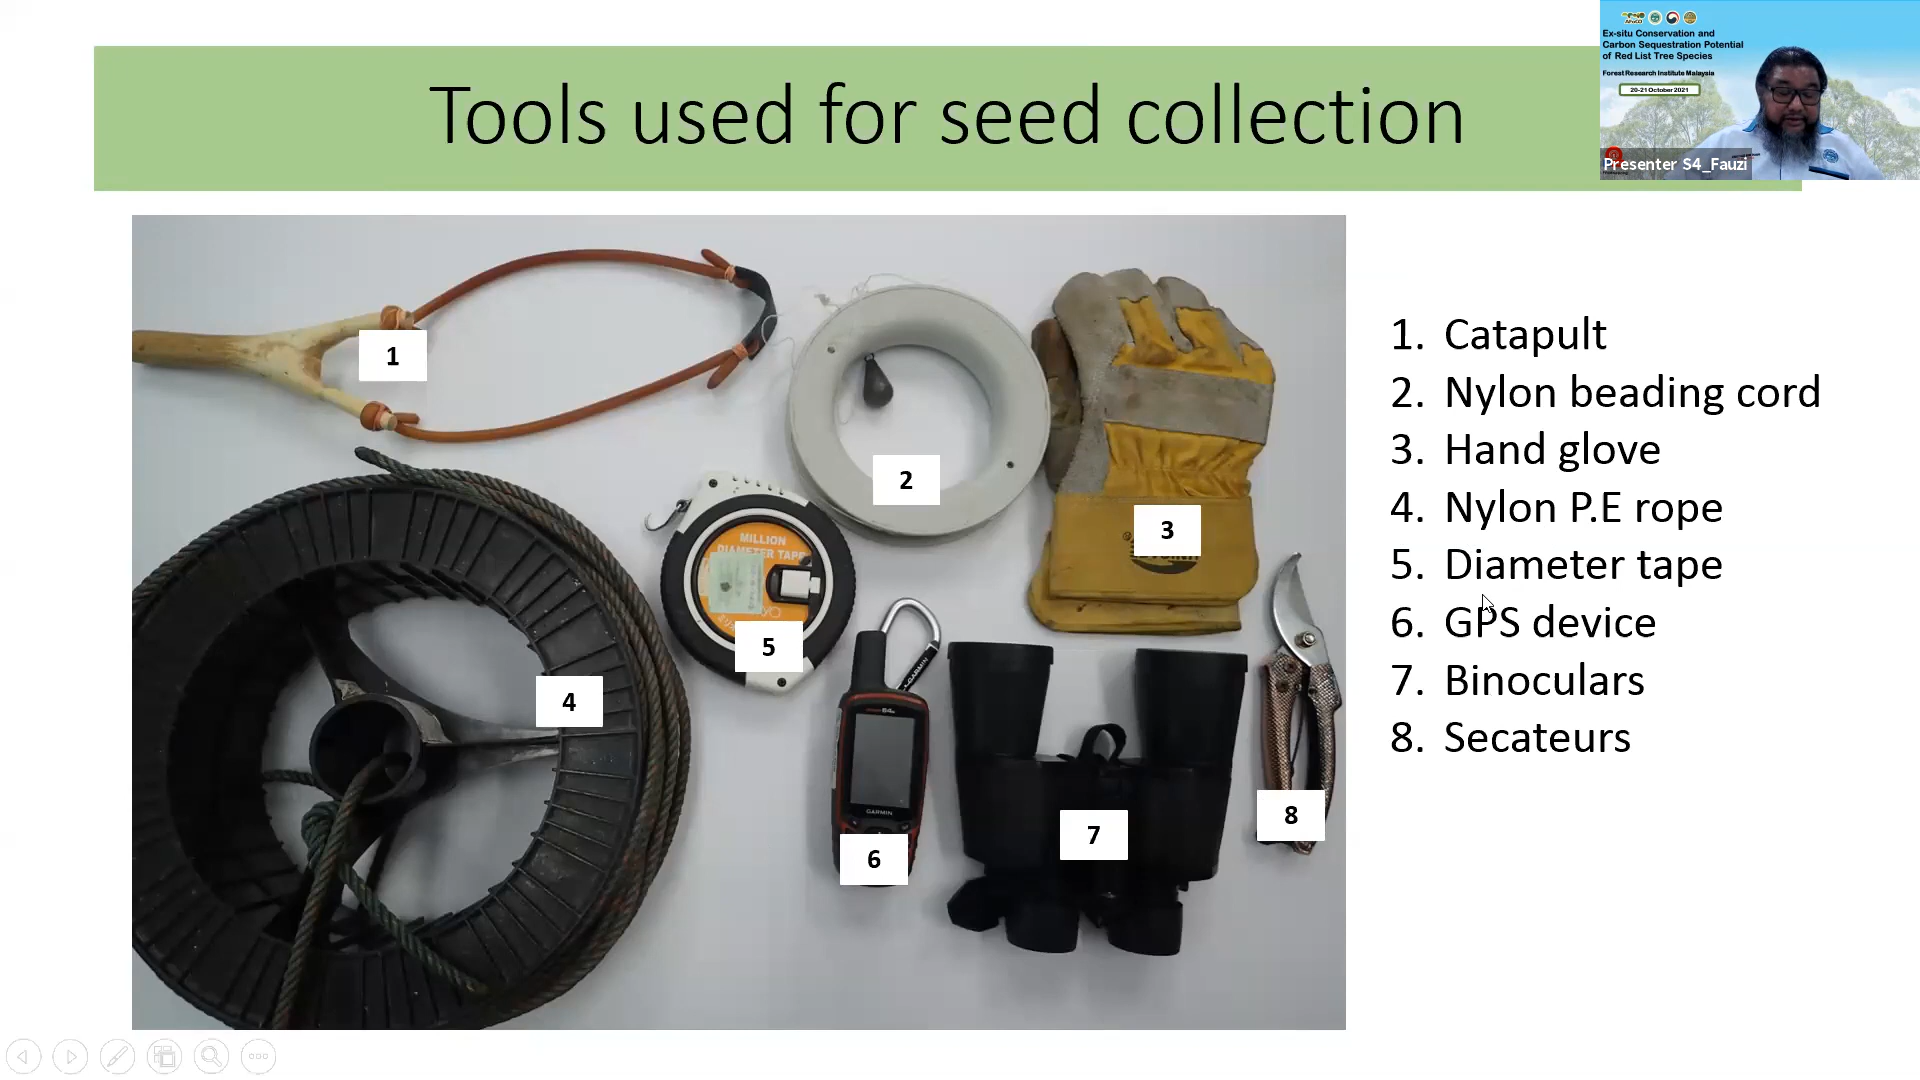 Tools used for seed collection
Ex-situ Conservation and
Carbon Sequestration Potential
of Red List Tree Species
Forest Research Institute Malaysia
20-21 October 2021
Presenter S4_Fauzi
1
2
3
4
5
6
7
8
MILLION
DIAMETER TAPE
GARMIN
GARMIN
1. Catapult
2. Nylon beading cord
3. Hand glove
4. Nylon P.E rope
5. Diameter tape
6. GPS device
7. Binoculars
8. Secateurs